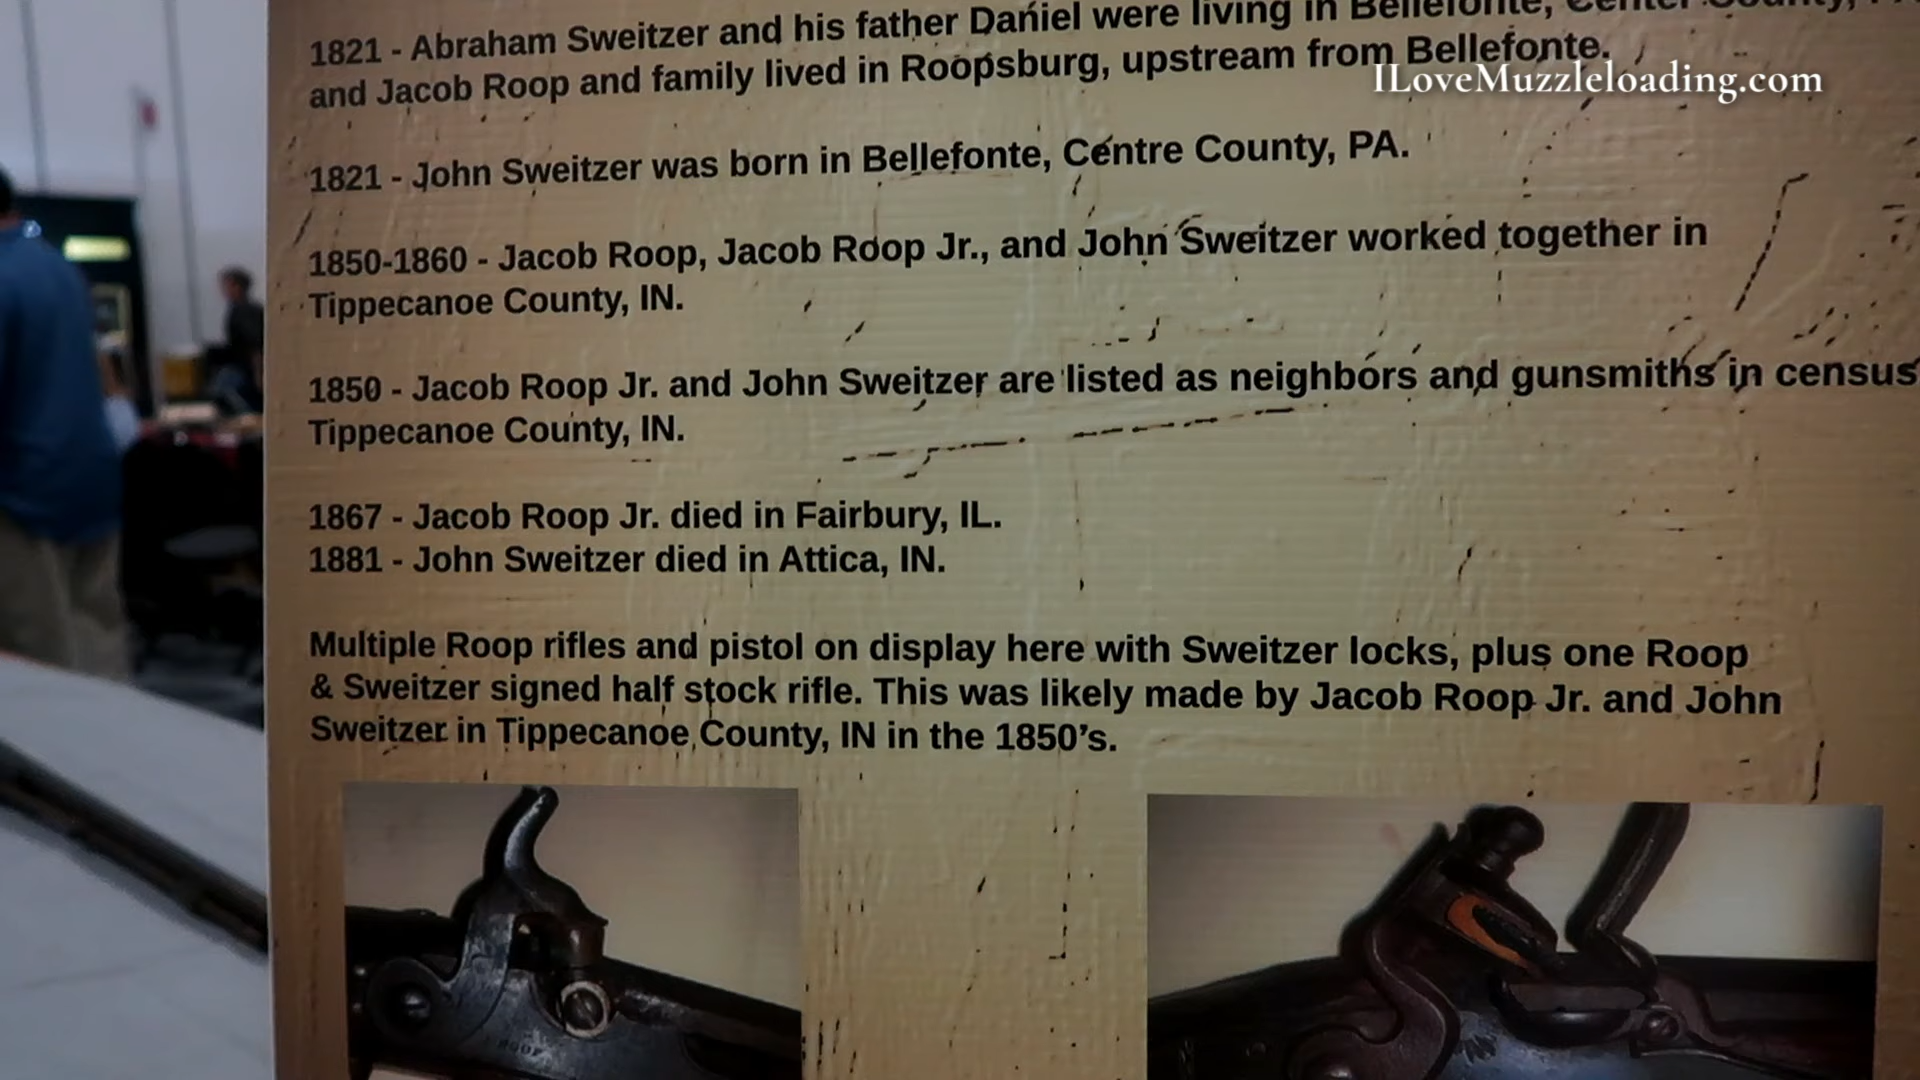 1821 - Abraham Sweitzer and his father Daniel were living in Bellefonte, Center County,
and Jacob Roop and family lived in Roopsburg, upstream from Bellefonte.
ILoveMuzzleloading.com
1821 - John Sweitzer was born in Bellefonte, Centre County, PA.
1850-1860 - Jacob Roop, Jacob Roop Jr., and John Sweitzer worked together in
Tippecanoe County, IN.
1850 - Jacob Roop Jr. and John Sweitzer are listed as neighbors and gunsmiths in census
Tippecanoe County, IN.
1867 - Jacob Roop Jr. died in Fairbury, IL.
1881 - John Sweitzer died in Attica, IN.
Multiple Roop rifles and pistol on display here with Sweitzer locks, plus one Roop
& Sweitzer signed half stock rifle. This was likely made by Jacob Roop Jr. and John
Sweitzer in Tippecanoe County, IN in the 1850's.